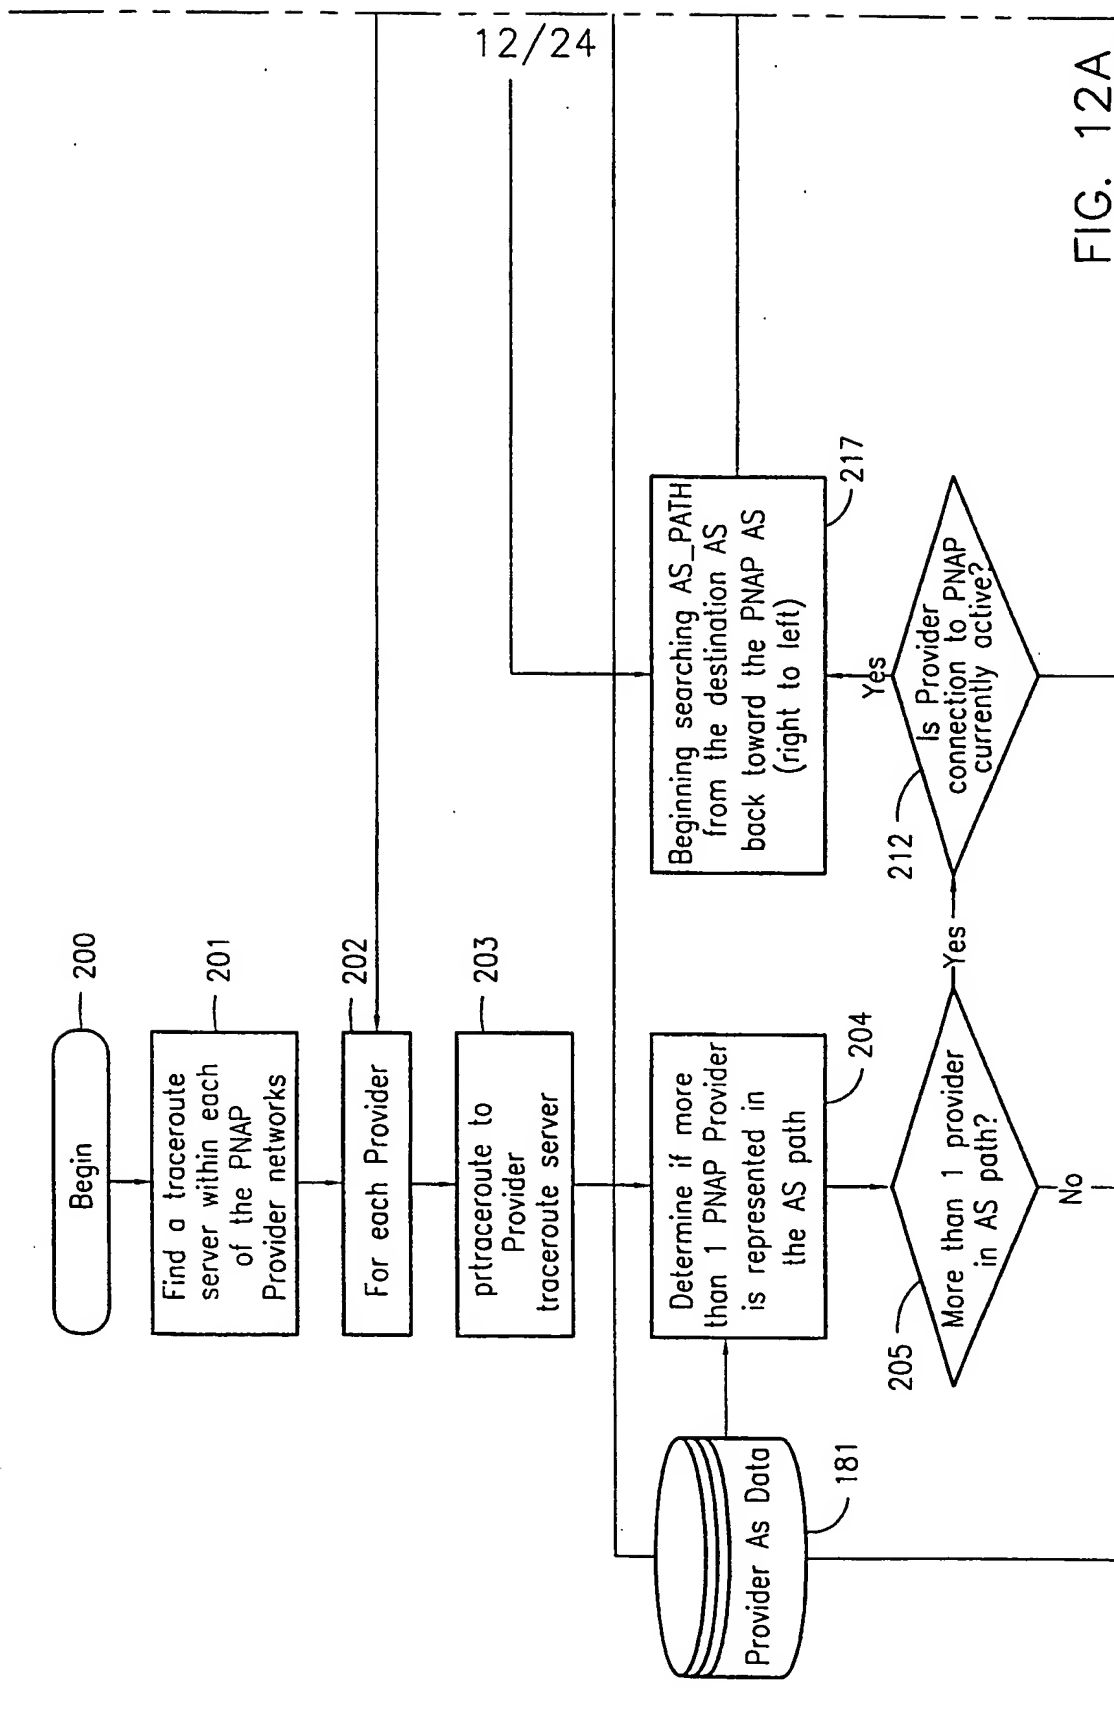 12/24
Begin
200
Find a traceroute
server within each
of the PNAP
Provider networks
201
For each Provider
202
prtraceroute to
Provider
traceroute server
203
Provider As Data
181
Determine if more
than 1 PNAP Provider
is represented in
the AS path
204
Beginning searching AS_PATH
from the destination AS
back toward the PNAP AS
(right to left)
217
205
More than 1 provider
in AS path?
Yes
No
212
Is Provider
connection to PNAP
currently active?
Yes
FIG. 12A